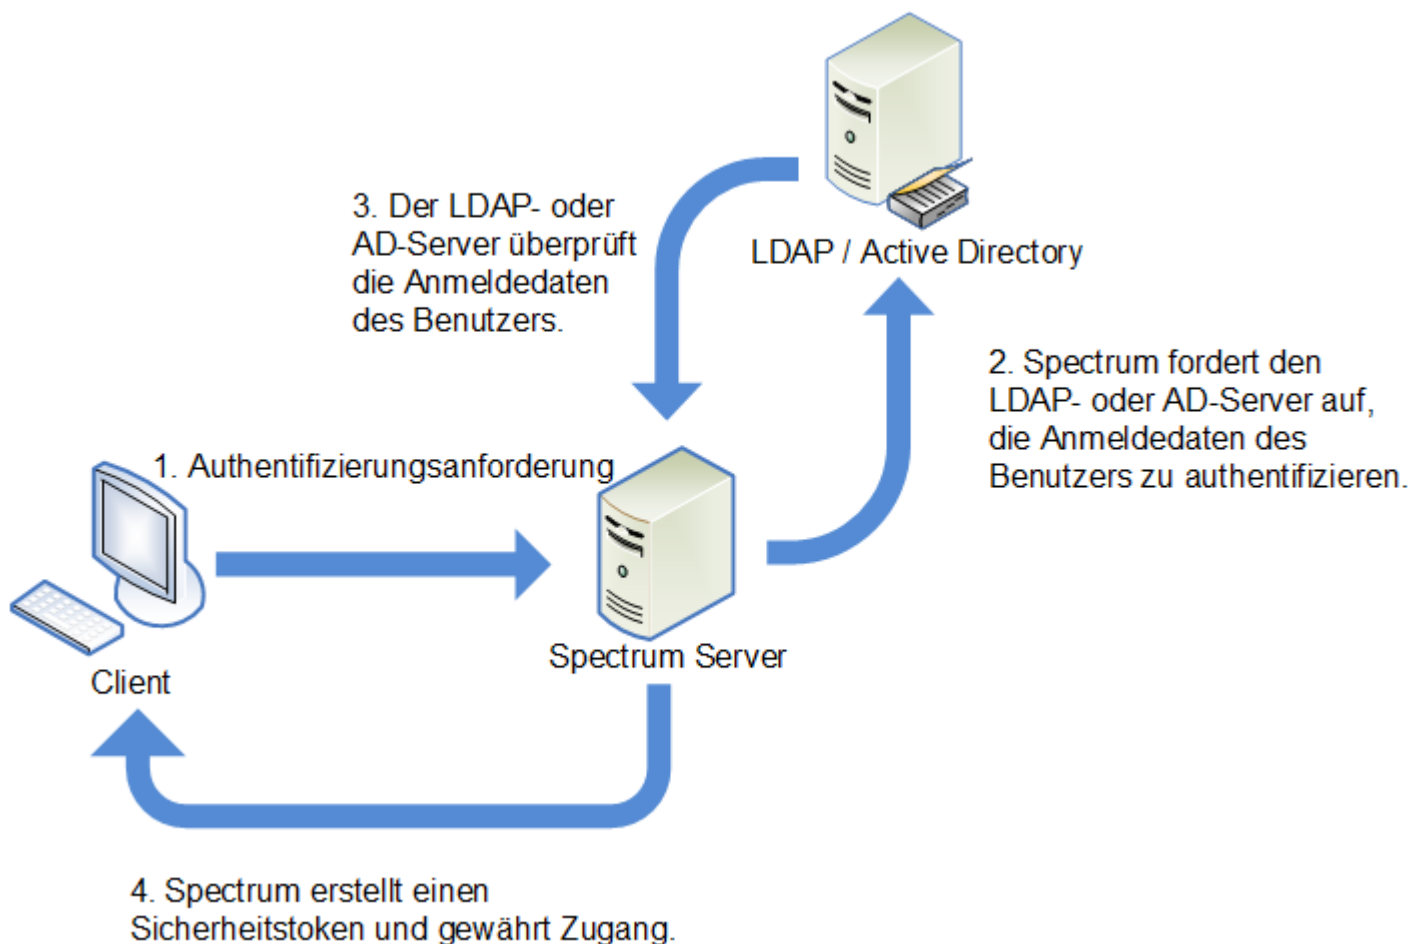 3. Der LDAP- oder
AD-Server überprüft
die Anmeldedaten
des Benutzers.
LDAP / Active Directory
2. Spectrum fordert den
LDAP- oder AD-Server auf,
die Anmeldedaten des
Benutzers zu authentifizieren.
1. Authentifizierungsanforderung
Spectrum Server
Client
4. Spectrum erstellt einen
Sicherheitstoken und gewährt Zugang.